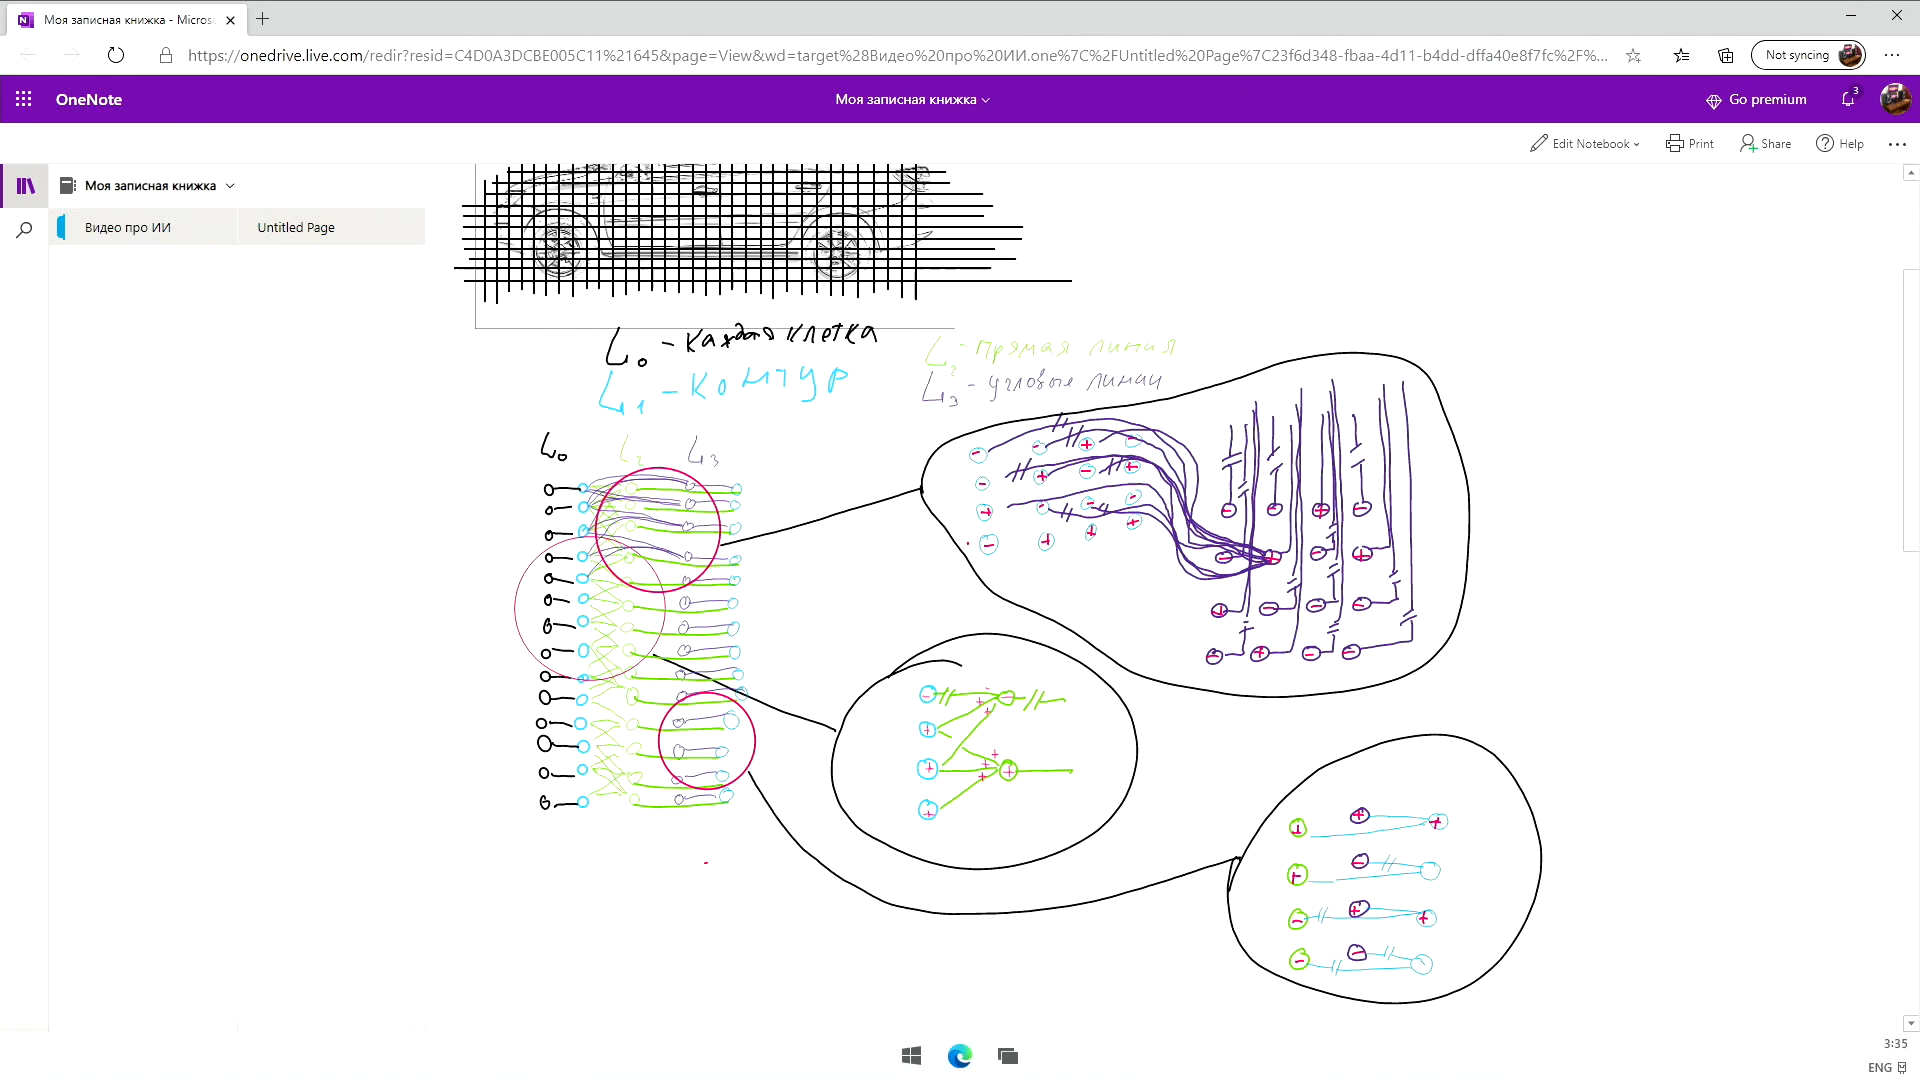 Моя записная книжка - Microsc
https://onedrive.live.com/redir?resid=C4D0A3DCBE005C11%21645&page=View&wd=target%28Видео%20про%20ИИ.one%7C%2FUntitled%20Page%7C23f6d348-fbaa-4d11-b4dd-dffa40e8f7fc%2F%...
Not syncing
OneNote
Моя записная книжка
Go premium
3
Edit Notebook
Print
Share
Help
Моя записная книжка
Видео про ИИ
Untitled Page
L0 - каждая клетка
L1 - контур
L2 - прямая линия
L3 - угловые линии
L0 L2 L3
3:35
ENG